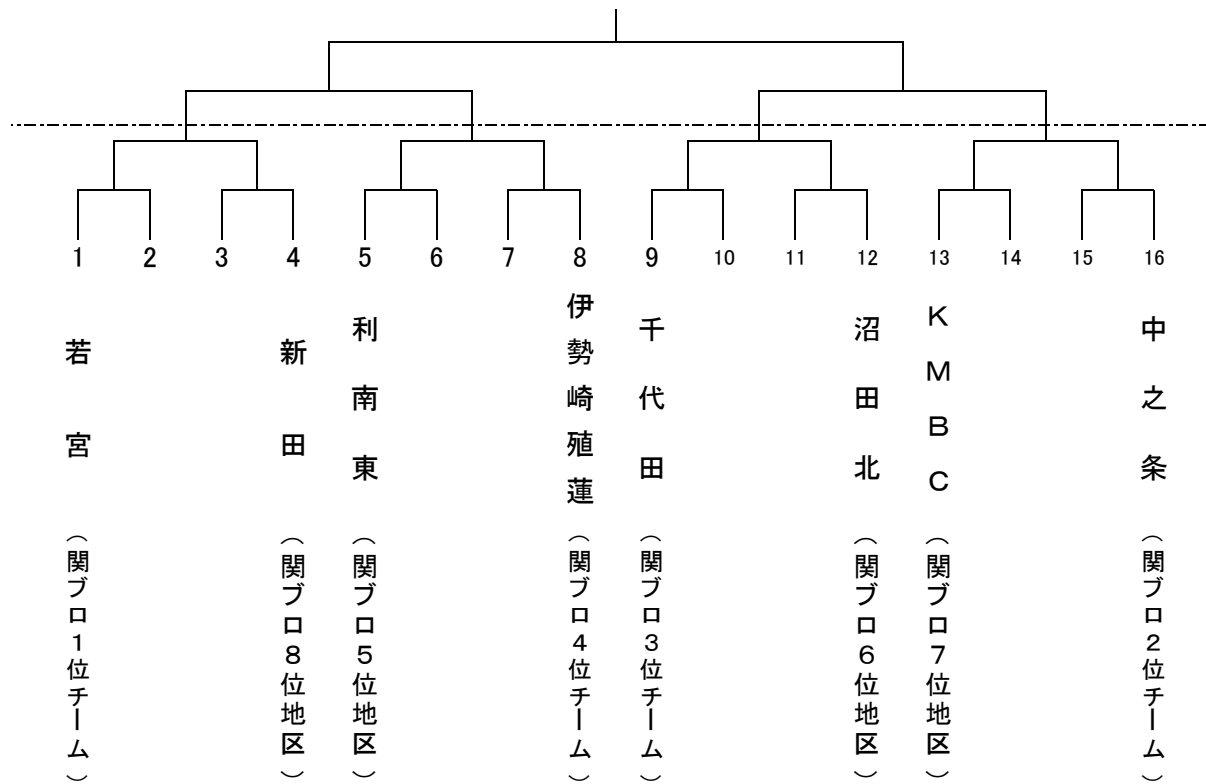 1 2 3 4 5 6 7 8 9 10 11 12 13 14 15 16
若宮
(関ブロ1位チーム)
新田
(関ブロ8位地区)
利南東
(関ブロ5位地区)
伊勢崎殖蓮
(関ブロ4位チーム)
千代田
(関ブロ3位チーム)
沼田北
(関ブロ6位地区)
KMBC
(関ブロ7位地区)
中之条
(関ブロ2位チーム)